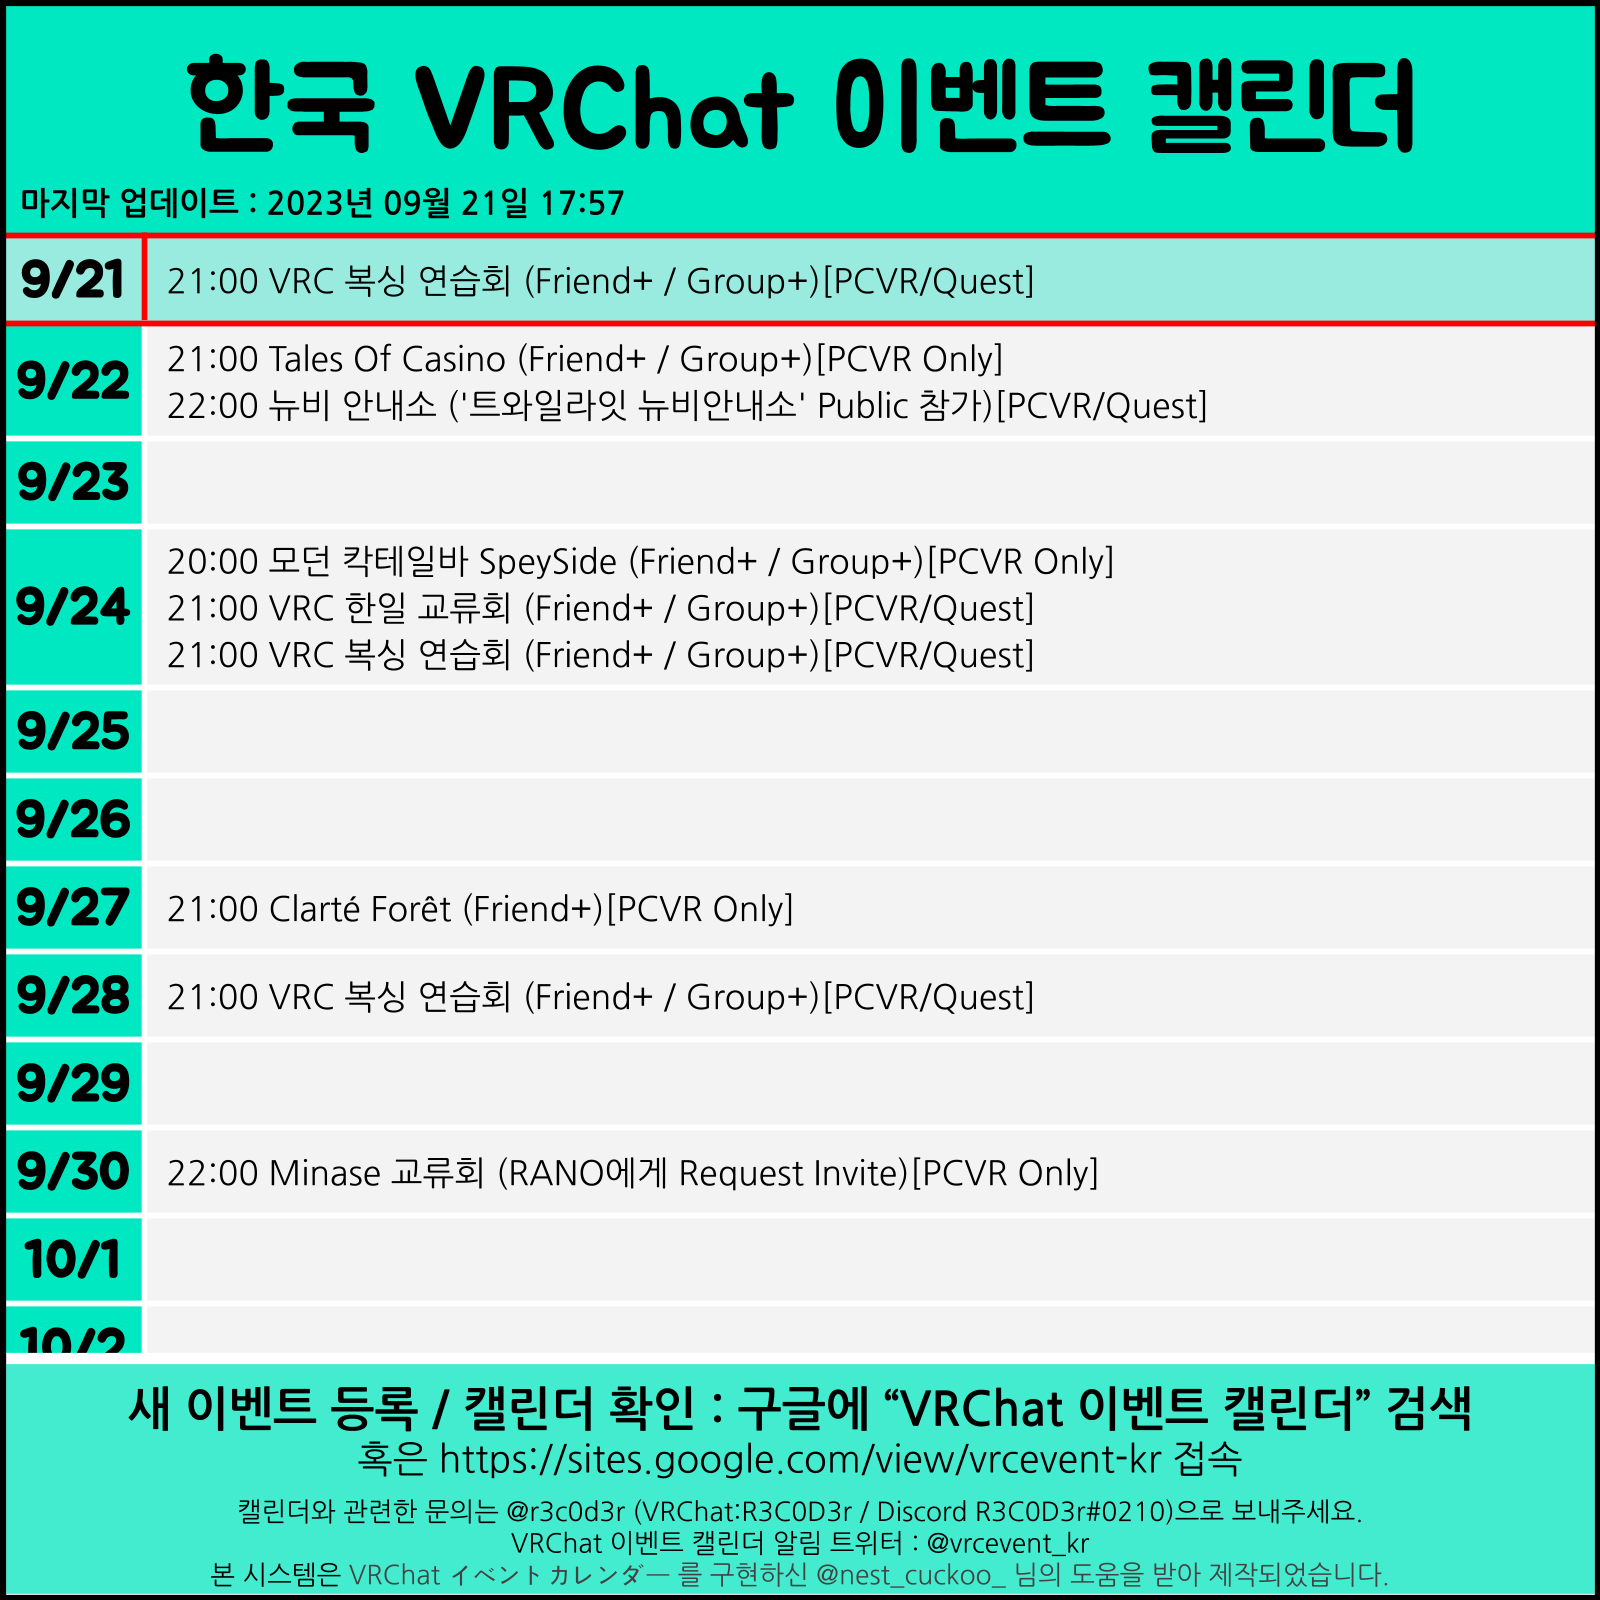 한국 VRChat 이벤트 캘린더
마지막 업데이트 : 2023년 09월 21일 17:57
9/21
21:00 VRC 복싱 연습회 (Friend+ / Group+)[PCVR/Quest]
9/22
21:00 Tales Of Casino (Friend+ / Group+)[PCVR Only]
22:00 뉴비 안내소 ('트와일라잇 뉴비안내소' Public 참가)[PCVR/Quest]
9/23
9/24
20:00 모던 칵테일바 SpeySide (Friend+ / Group+)[PCVR Only]
21:00 VRC 한일 교류회 (Friend+ / Group+)[PCVR/Quest]
21:00 VRC 복싱 연습회 (Friend+ / Group+)[PCVR/Quest]
9/25
9/26
9/27
21:00 Clarté Forêt (Friend+)[PCVR Only]
9/28
21:00 VRC 복싱 연습회 (Friend+ / Group+)[PCVR/Quest]
9/29
9/30
22:00 Minase 교류회 (RANO에게 Request Invite)[PCVR Only]
10/1
10/2
새 이벤트 등록 / 캘린더 확인 : 구글에 “VRChat 이벤트 캘린더” 검색
혹은 https://sites.google.com/view/vrcevent-kr 접속
캘린더와 관련한 문의는 @r3c0d3r (VRChat:R3C0D3r / Discord R3C0D3r#0210)으로 보내주세요.
VRChat 이벤트 캘린더 알림 트위터 : @vrcevent_kr
본 시스템은 VRChat イベントカレンダー 를 구현하신 @nest_cuckoo_ 님의 도움을 받아 제작되었습니다.